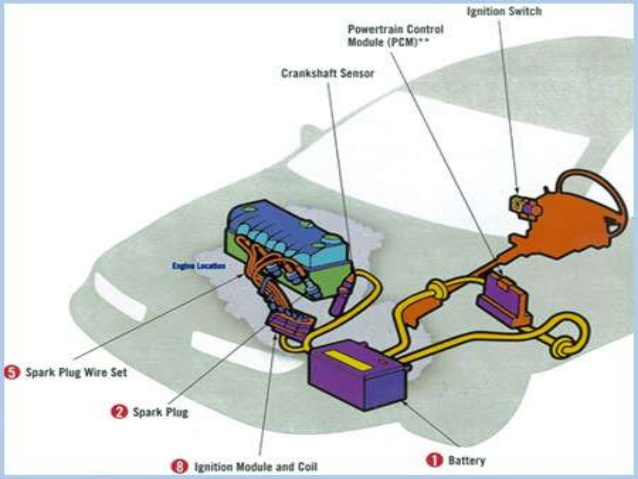 Ignition Switch
Powertrain Control
Module (PCM)**
Crankshaft Sensor
Engine Location
5 Spark Plug Wire Set
2 Spark Plug
8 Ignition Module and Coil
1 Battery